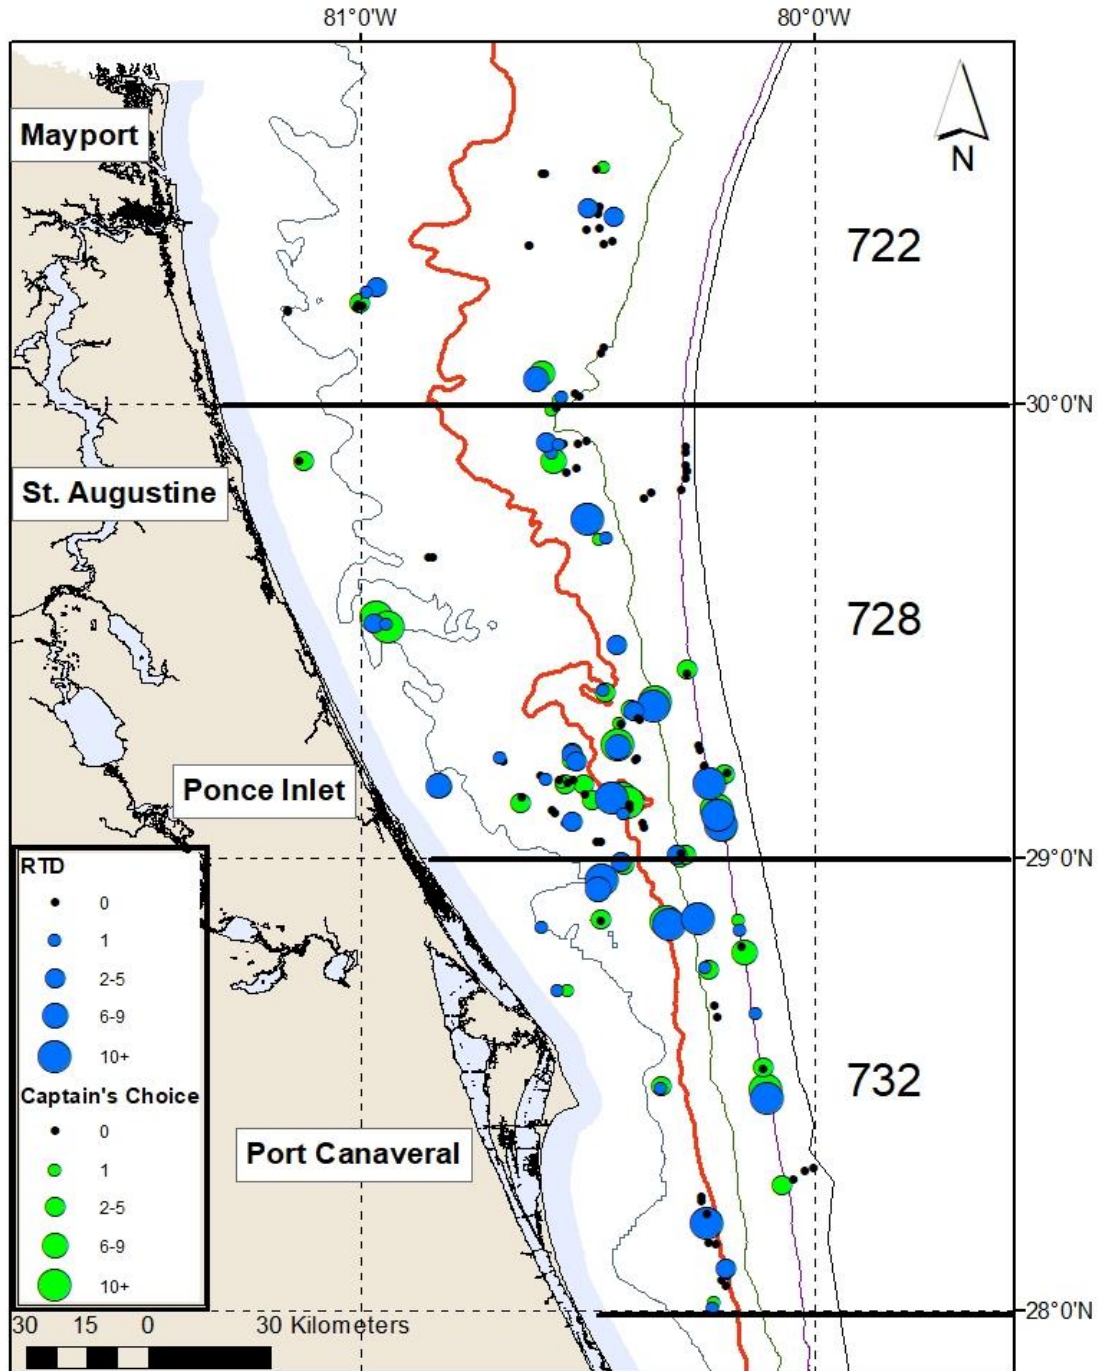 81°0'W
80°0'W
Mayport
N
722
30°0'N
St. Augustine
728
Ponce Inlet
29°0'N
RTD
0
1
2-5
6-9
10+
Captain's Choice
0
1
2-5
6-9
10+
732
Port Canaveral
28°0'N
30 15 0 30 Kilometers